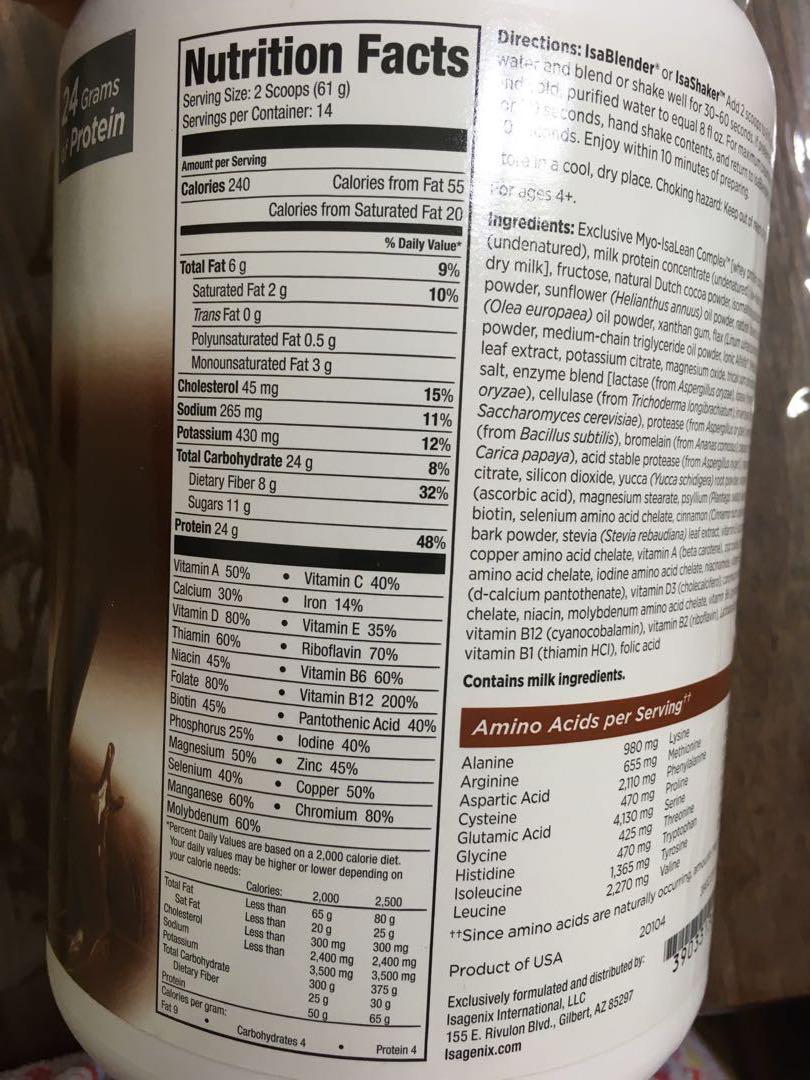 24 Grams
of Protein
Nutrition Facts
Serving Size: 2 Scoops (61 g)
Servings per Container: 14
Amount per Serving
Calories 240 Calories from Fat 55
Calories from Saturated Fat 20
% Daily Value*
Total Fat 6 g 9%
Saturated Fat 2 g 10%
Trans Fat 0 g
Polyunsaturated Fat 0.5 g
Monounsaturated Fat 3 g
Cholesterol 45 mg 15%
Sodium 265 mg 11%
Potassium 430 mg 12%
Total Carbohydrate 24 g 8%
Dietary Fiber 8 g 32%
Sugars 11 g
Protein 24 g 48%
Vitamin A 50% • Vitamin C 40%
Calcium 30% • Iron 14%
Vitamin D 80% • Vitamin E 35%
Thiamin 60% • Riboflavin 70%
Niacin 45% • Vitamin B6 60%
Folate 80% • Vitamin B12 200%
Biotin 45% • Pantothenic Acid 40%
Phosphorus 25% • Iodine 40%
Magnesium 50% • Zinc 45%
Selenium 40% • Copper 50%
Manganese 60% • Chromium 80%
Molybdenum 60%
*Percent Daily Values are based on a 2,000 calorie diet.
Your daily values may be higher or lower depending on
your calorie needs:
Calories: 2,000 2,500
Total Fat Less than 65 g 80 g
Sat Fat Less than 20 g 25 g
Cholesterol Less than 300 mg 300 mg
Sodium Less than 2,400 mg 2,400 mg
Potassium 3,500 mg 3,500 mg
Total Carbohydrate 300 g 375 g
Dietary Fiber 25 g 30 g
Protein 50 g 65 g
Calories per gram:
Fat 9 • Carbohydrates 4 • Protein 4
Directions: IsaBlender® or IsaShaker™ Add 2 scoops
water and blend or shake well for 30-60 seconds.
purified water to equal 8 fl oz. For maximum
seconds, hand shake contents, and return to
Enjoy within 10 minutes of preparing.
in a cool, dry place. Choking hazard: Keep out of
For ages 4+.
Ingredients: Exclusive Myo-IsaLean Complex™ [whey
(undenatured), milk protein concentrate (undenatured)
dry milk], fructose, natural Dutch cocoa powder,
powder, sunflower (Helianthus annuus) oil powder,
(Olea europaea) oil powder, xanthan gum, flax
powder, medium-chain triglyceride oil powder, Ionic
leaf extract, potassium citrate, magnesium oxide,
salt, enzyme blend [lactase (from Aspergillus oryzae),
oryzae), cellulase (from Trichoderma longibrachiatum),
Saccharomyces cerevisiae), protease (from Aspergillus
(from Bacillus subtilis), bromelain (from Ananas comosus),
Carica papaya), acid stable protease (from Aspergillus
citrate, silicon dioxide, yucca (Yucca schidigera) root powder,
(ascorbic acid), magnesium stearate, psyllium
biotin, selenium amino acid chelate, cinnamon
bark powder, stevia (Stevia rebaudiana) leaf extract,
copper amino acid chelate, vitamin A (beta carotene),
amino acid chelate, iodine amino acid chelate,
(d-calcium pantothenate), vitamin D3 (cholecalciferol),
chelate, niacin, molybdenum amino acid chelate,
vitamin B12 (cyanocobalamin), vitamin B2 (riboflavin),
vitamin B1 (thiamin HCl), folic acid
Contains milk ingredients.
Amino Acids per Serving††
Alanine 980 mg Lysine
Arginine 655 mg Methionine
Aspartic Acid 2,110 mg Phenylalanine
Cysteine 470 mg Proline
Glutamic Acid 4,130 mg Serine
Glycine 425 mg Threonine
Histidine 470 mg Tryptophan
Isoleucine 1,365 mg Tyrosine
Leucine 2,270 mg Valine
††Since amino acids are naturally occurring,
20104
Product of USA
Exclusively formulated and distributed by:
Isagenix International, LLC
155 E. Rivulon Blvd., Gilbert, AZ 85297
Isagenix.com